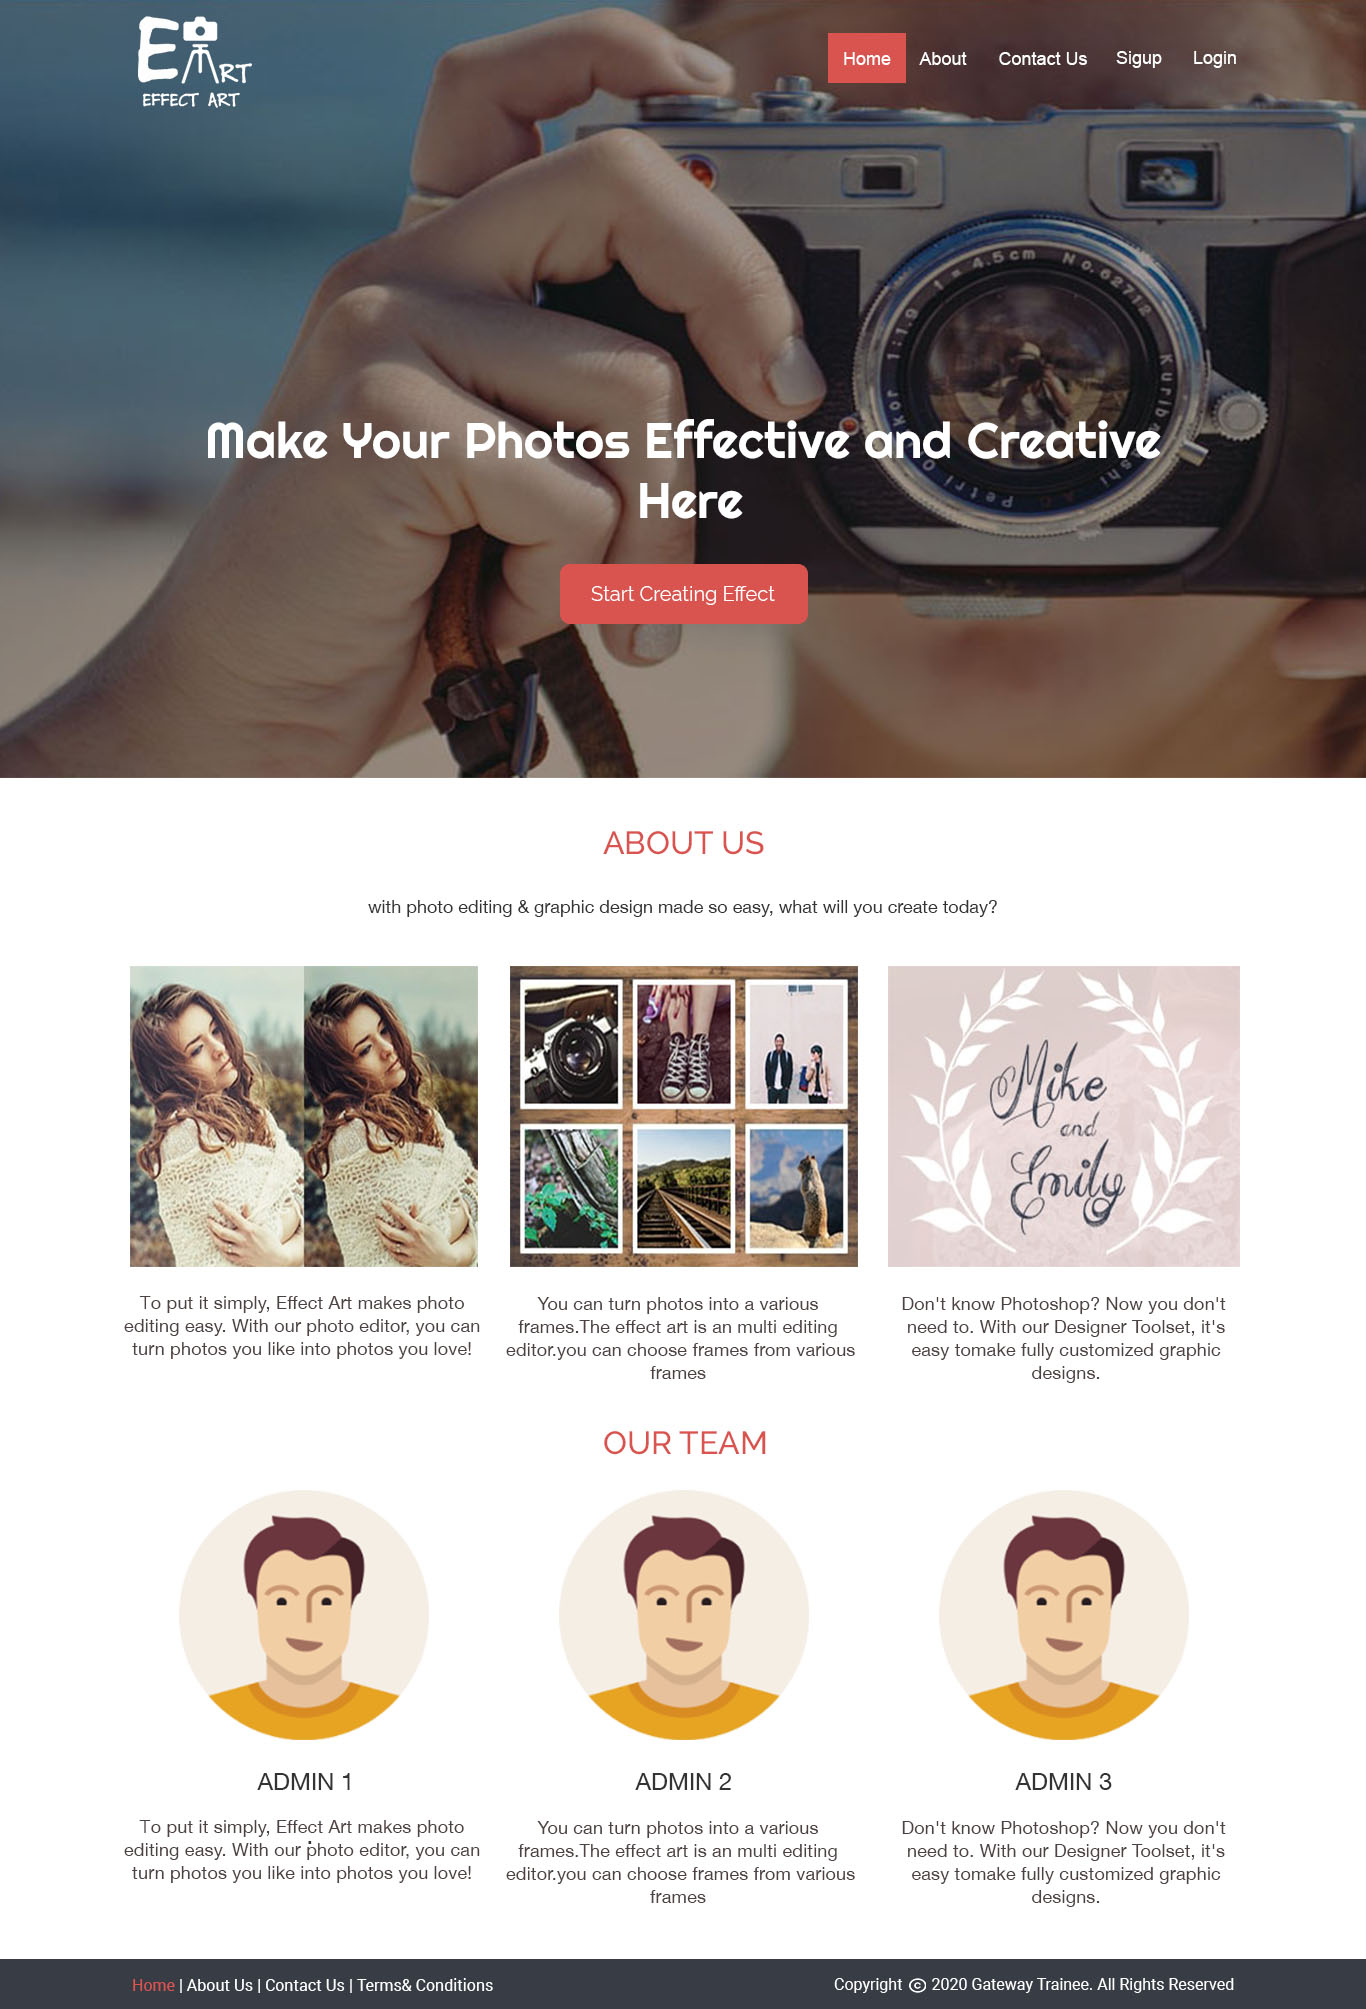 E Art
EFFECT ART
Home About Contact Us Sigup Login
4.5cm No.62712
1:1.9
Petri
Make Your Photos Effective and Creative
Here
Start Creating Effect
ABOUT US
with photo editing & graphic design made so easy, what will you create today?
Mike
and
Emily
To put it simply, Effect Art makes photo
editing easy. With our photo editor, you can
turn photos you like into photos you love!
You can turn photos into a various
frames.The effect art is an multi editing
editor.you can choose frames from various
frames
Don't know Photoshop? Now you don't
need to. With our Designer Toolset, it's
easy tomake fully customized graphic
designs.
OUR TEAM
ADMIN 1
To put it simply, Effect Art makes photo
editing easy. With our photo editor, you can
turn photos you like into photos you love!
ADMIN 2
You can turn photos into a various
frames.The effect art is an multi editing
editor.you can choose frames from various
frames
ADMIN 3
Don't know Photoshop? Now you don't
need to. With our Designer Toolset, it's
easy tomake fully customized graphic
designs.
Home | About Us | Contact Us | Terms& Conditions
Copyright © 2020 Gateway Trainee. All Rights Reserved